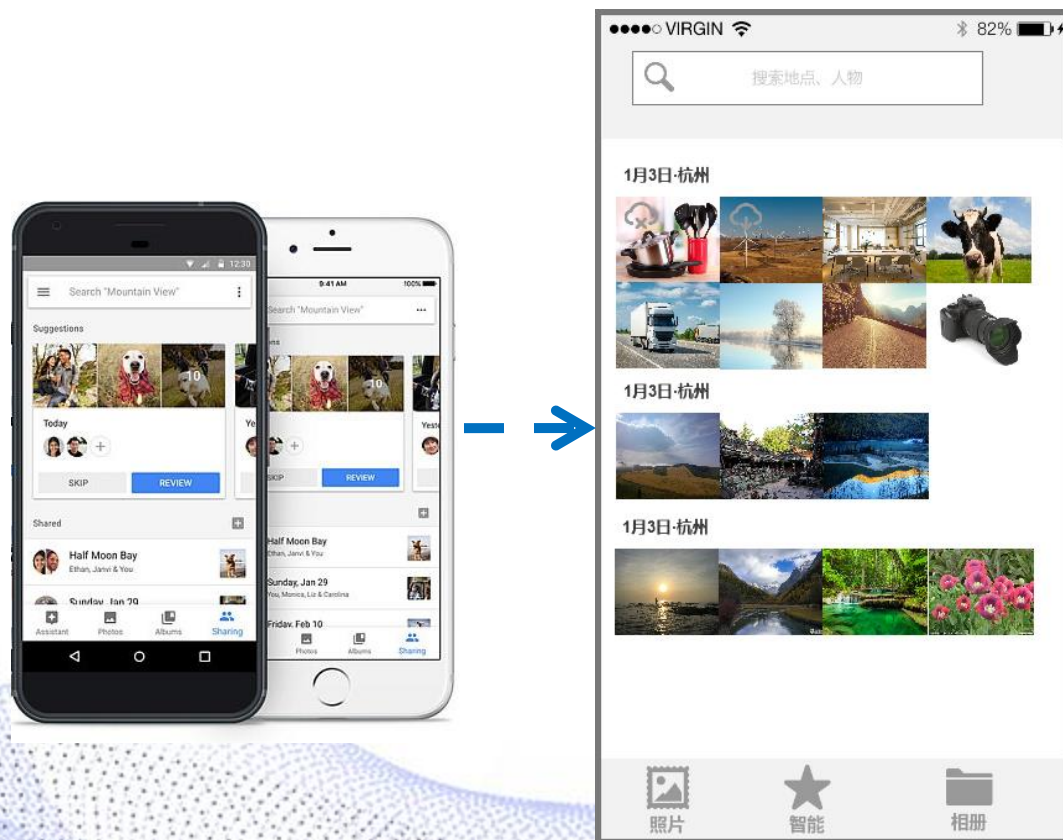 12:30
Search "Mountain View"
Suggestions
10
Today
Ye
SKIP
REVIEW
Shared
Half Moon Bay
Ethan, Janvi & You
Sunday, Jan 29
Assistant
Photos
Albums
Sharing
9:41 AM
100%
Search "Mountain View"
ons
10
Yeste
SKIP
REVIEW
Half Moon Bay
Ethan, Janvi & You
Sunday, Jan 29
You, Monica, Liz & Carolina
Friday, Feb 10
Photos
Albums
Sharing
VIRGIN
82%
搜索地点、人物
1月3日·杭州
1月3日·杭州
1月3日·杭州
照片
智能
相册